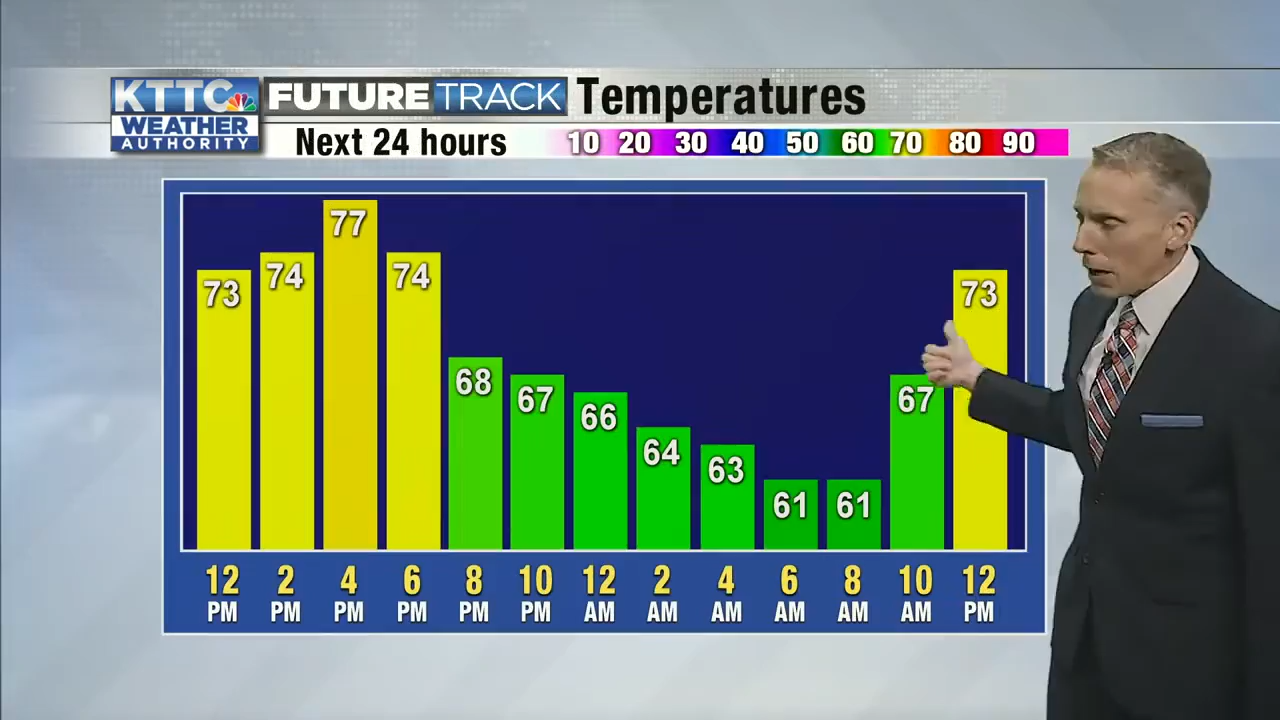 KTTC
WEATHER
AUTHORITY
FUTURETRACK Temperatures
Next 24 hours
10 20 30 40 50 60 70 80 90
73 74 77 74 68 67 66 64 63 61 61 67 73
12 2 4 6 8 10 12 2 4 6 8 10 12
PM PM PM PM PM PM AM AM AM AM AM AM PM